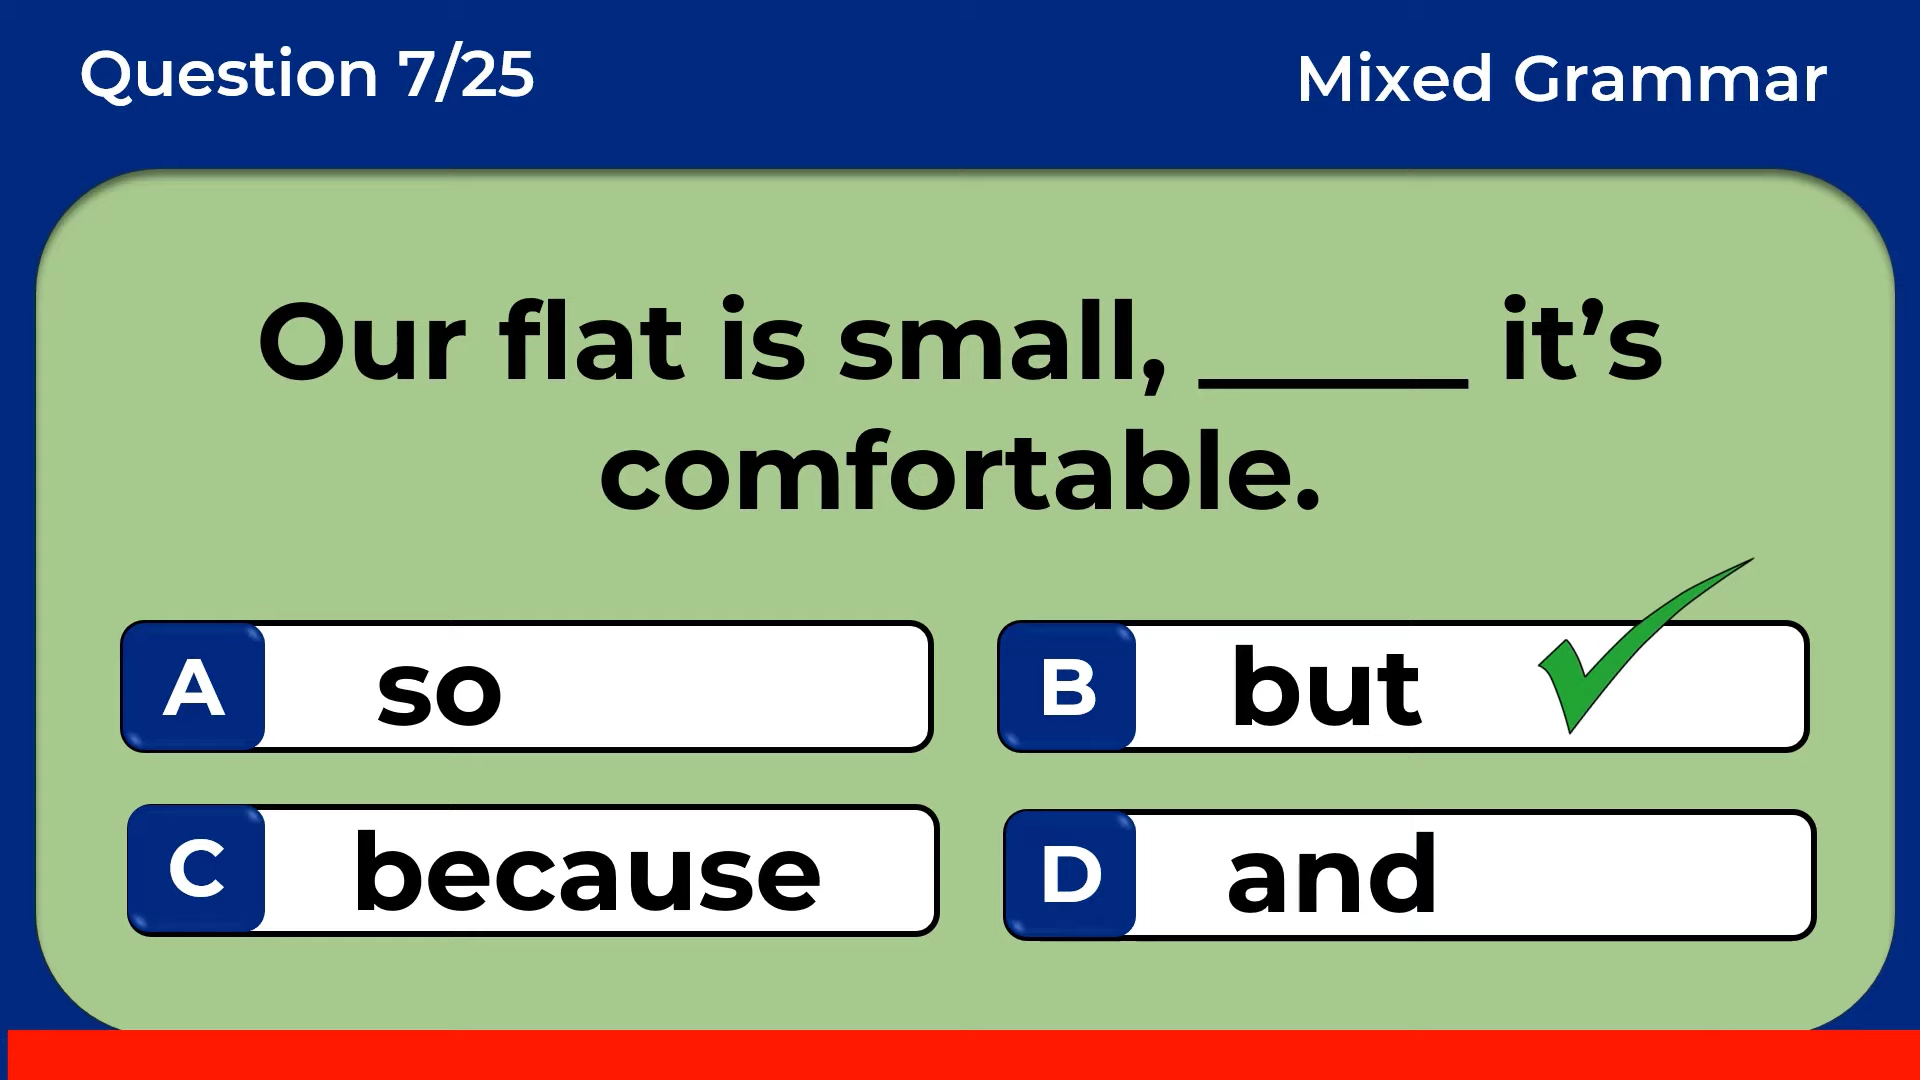 Question 7/25
Mixed Grammar
Our flat is small, _____ it’s
comfortable.
A so
B but
C because
D and